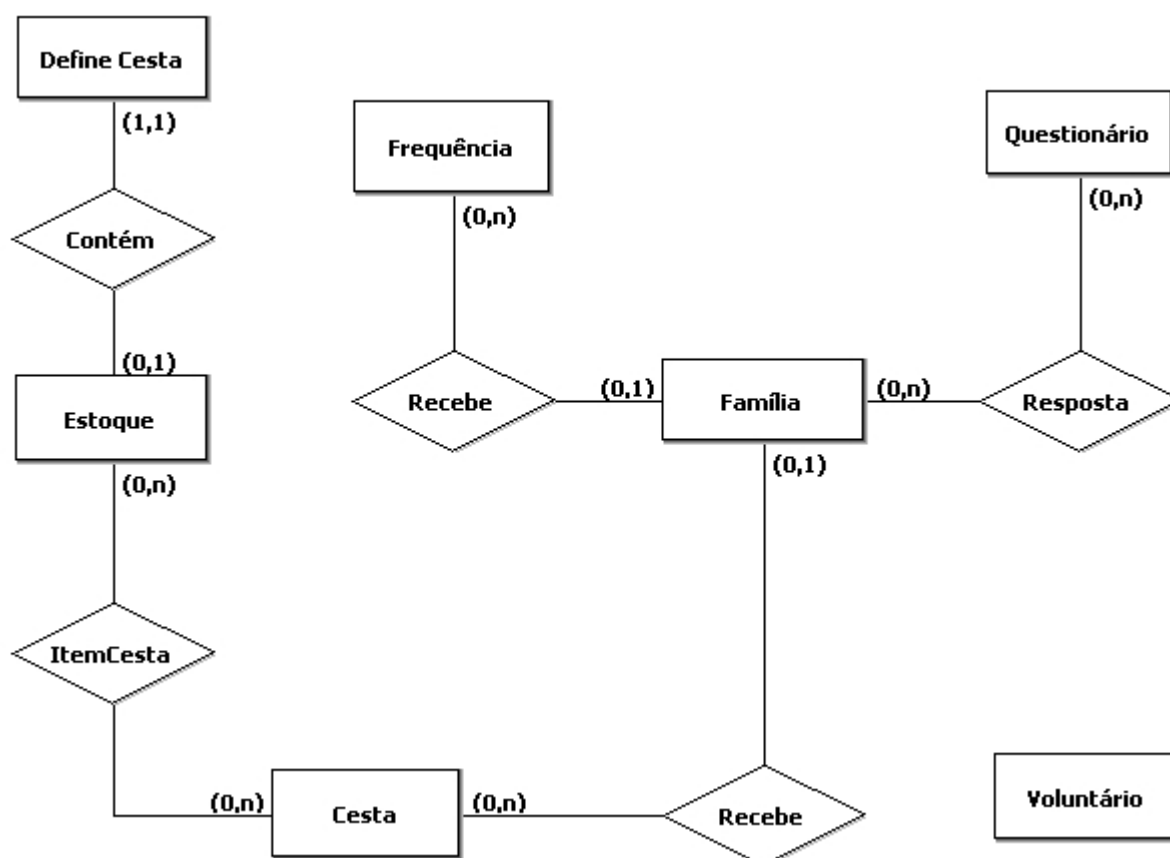 Define Cesta
(1,1)
Contém
(0,1)
Estoque
(0,n)
ItemCesta
(0,n)
Cesta
(0,n)
Recebe
(0,1)
Família
(0,1)
Recebe
(0,n)
Frequência
(0,n)
Resposta
(0,n)
Questionário
Voluntário